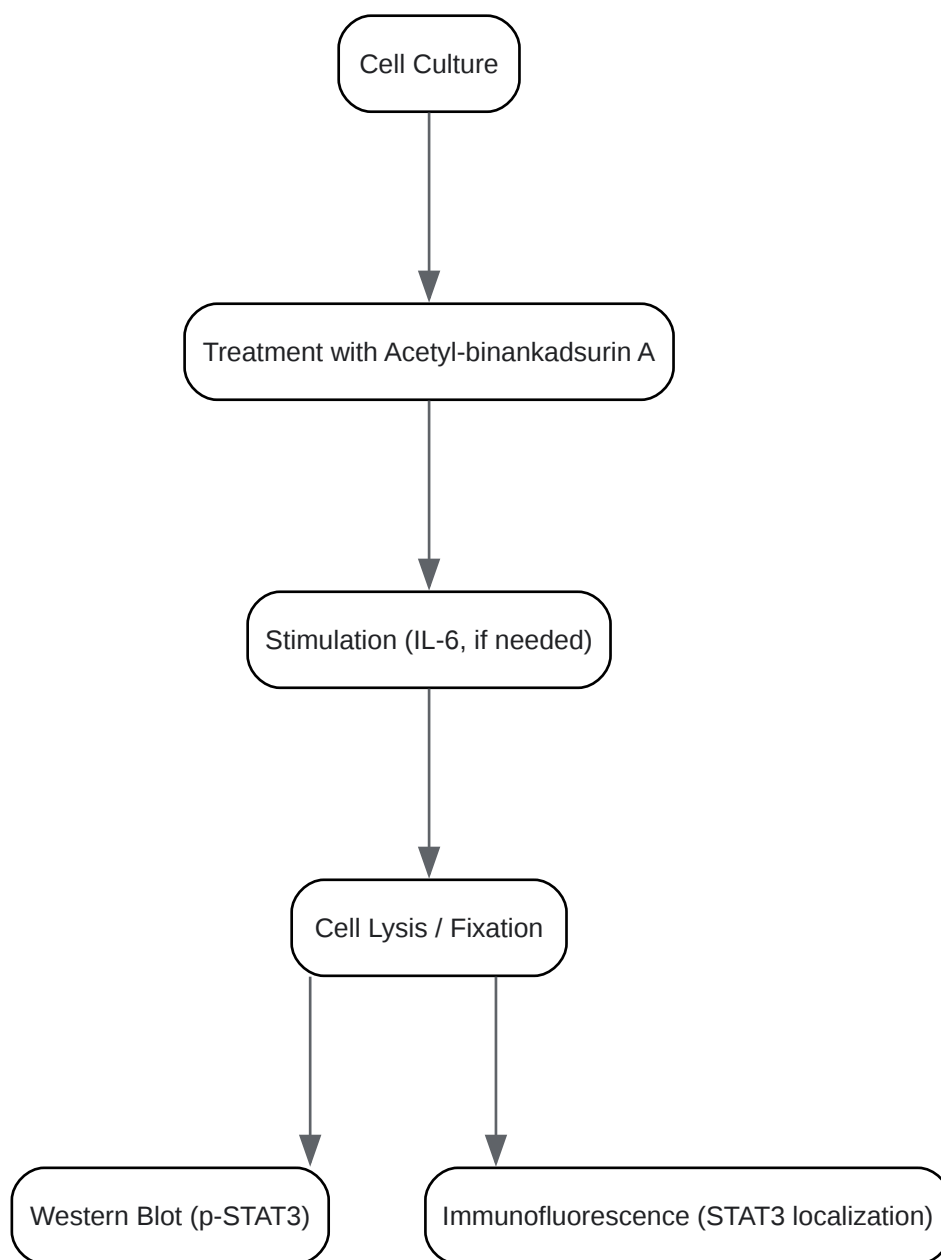 Cell Culture
Treatment with Acetyl-binankadsurin A
Stimulation (IL-6, if needed)
Cell Lysis / Fixation
Western Blot (p-STAT3)
Immunofluorescence (STAT3 localization)